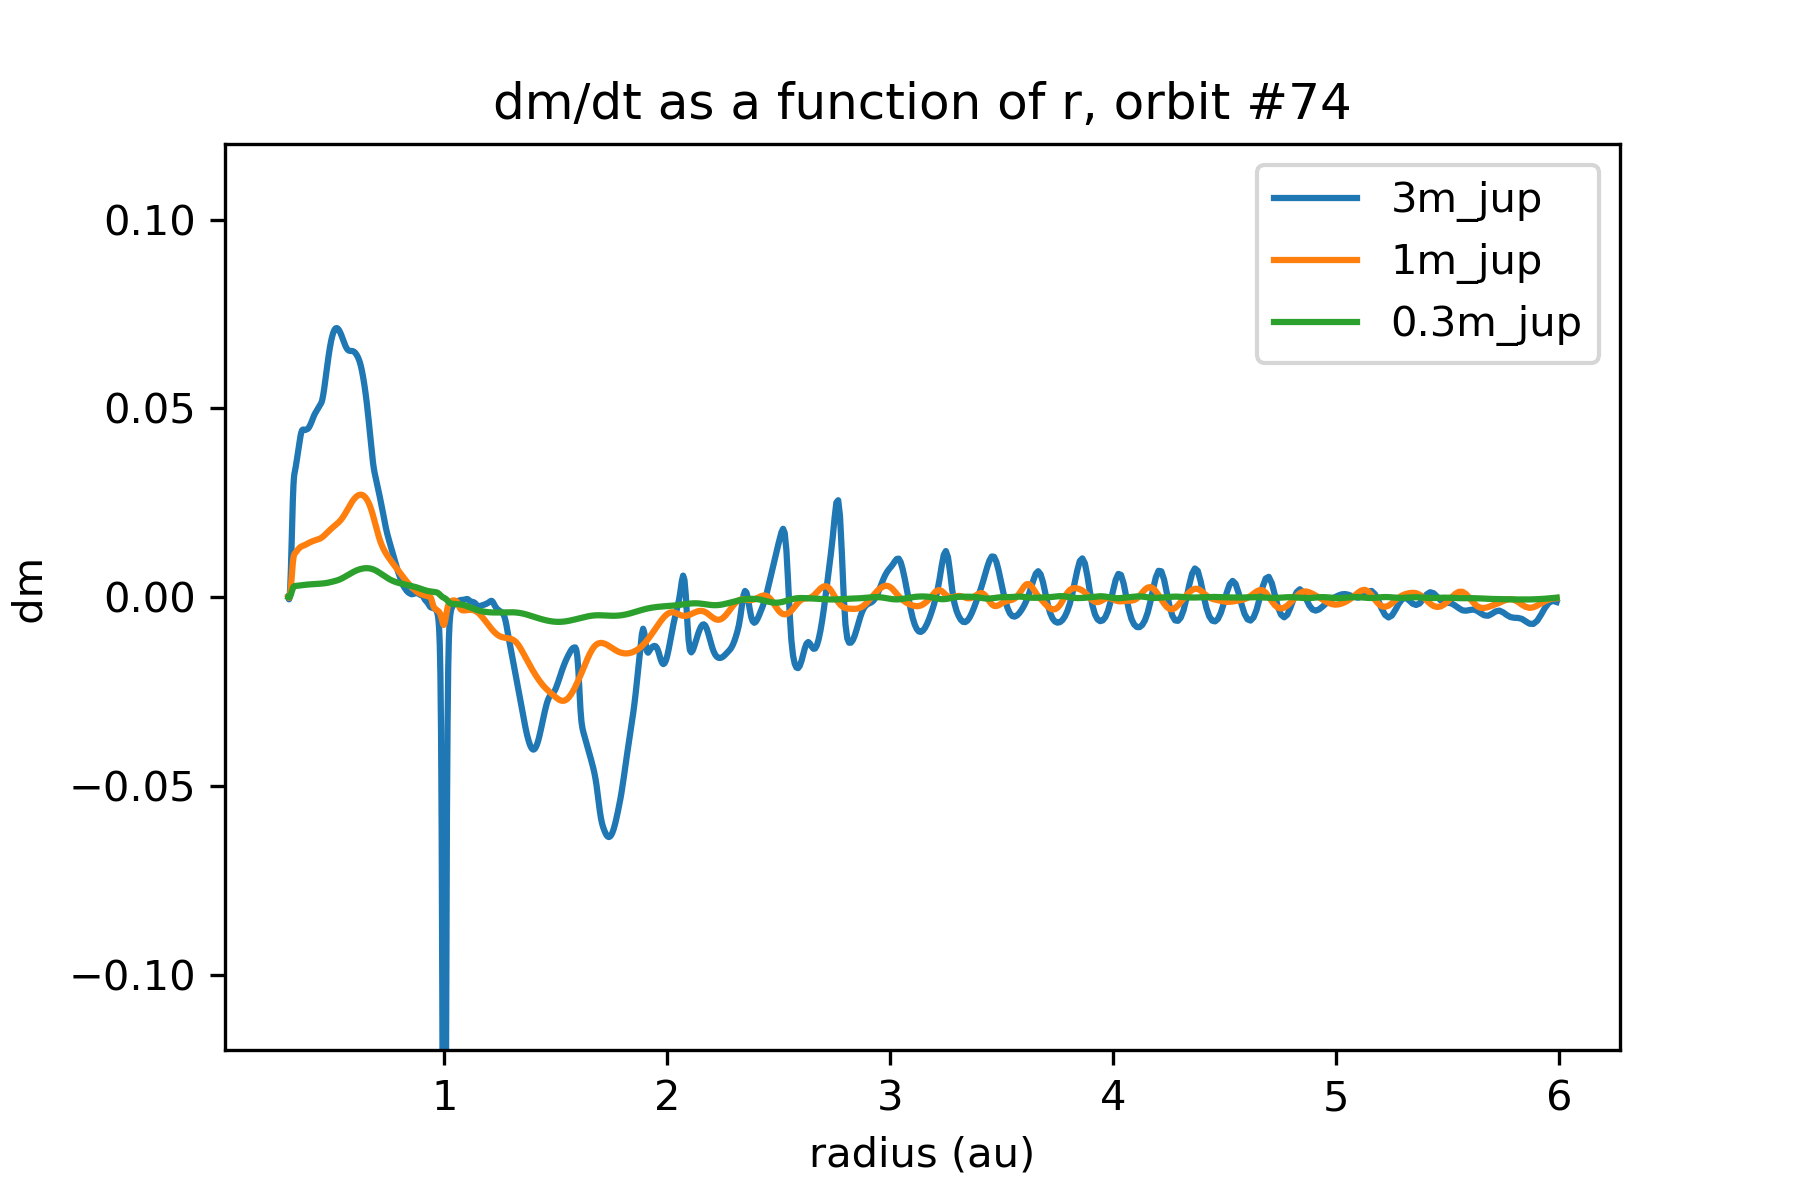 dm/dt as a function of r, orbit #74
3m_jup
1m_jup
0.3m_jup
dm
0.10
0.05
0.00
−0.05
−0.10
1 2 3 4 5 6
radius (au)